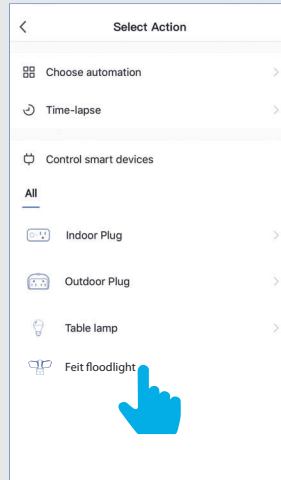 Select Action
Choose automation
Time-lapse
Control smart devices
All
Indoor Plug
Outdoor Plug
Table lamp
Feit floodlight